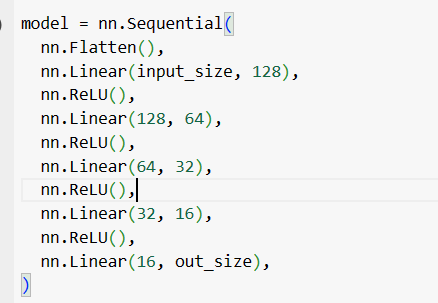 model = nn.Sequential(
  nn.Flatten(),
  nn.Linear(input_size, 128),
  nn.ReLU(),
  nn.Linear(128, 64),
  nn.ReLU(),
  nn.Linear(64, 32),
  nn.ReLU(),
  nn.Linear(32, 16),
  nn.ReLU(),
  nn.Linear(16, out_size),
)